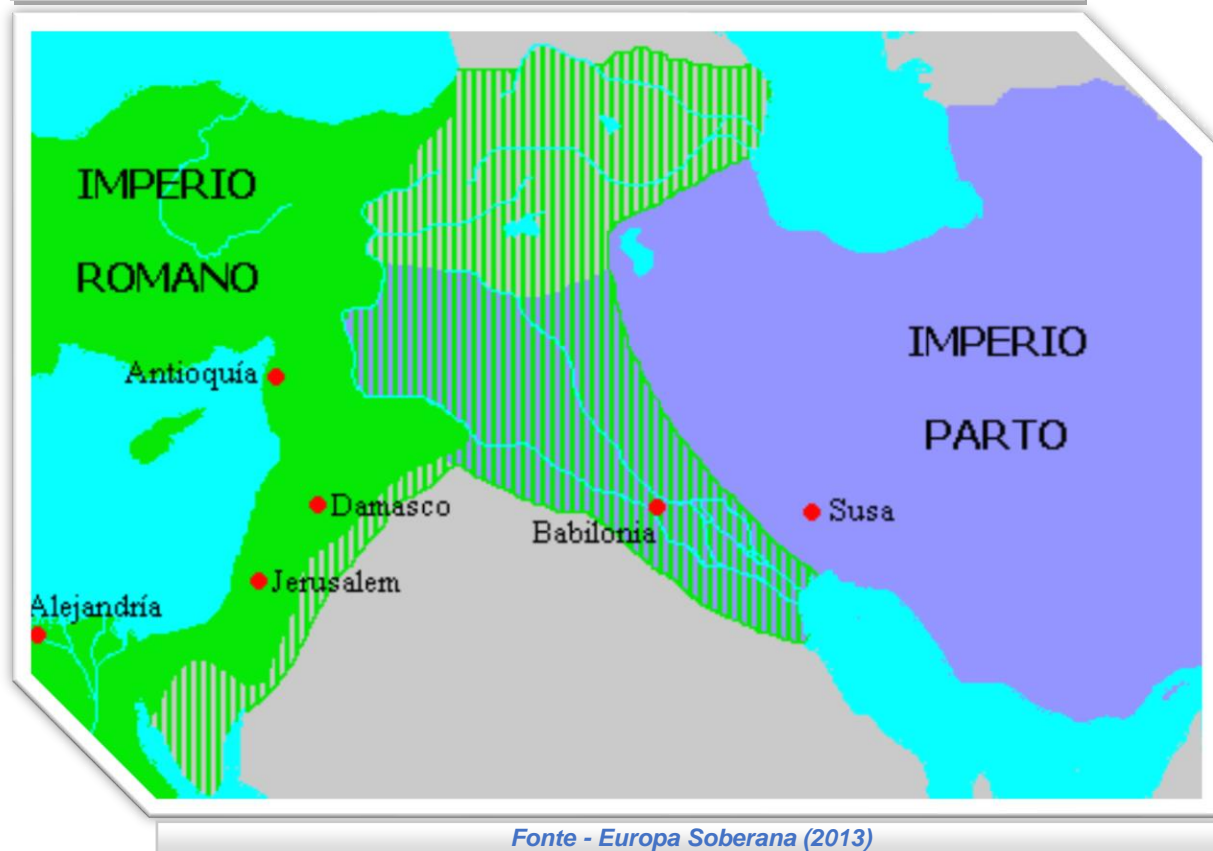 IMPERIO
ROMANO
IMPERIO
PARTO
Antioquía
Damasco
Babilonia
Susa
Jerusalem
Alejandría
Fonte - Europa Soberana (2013)